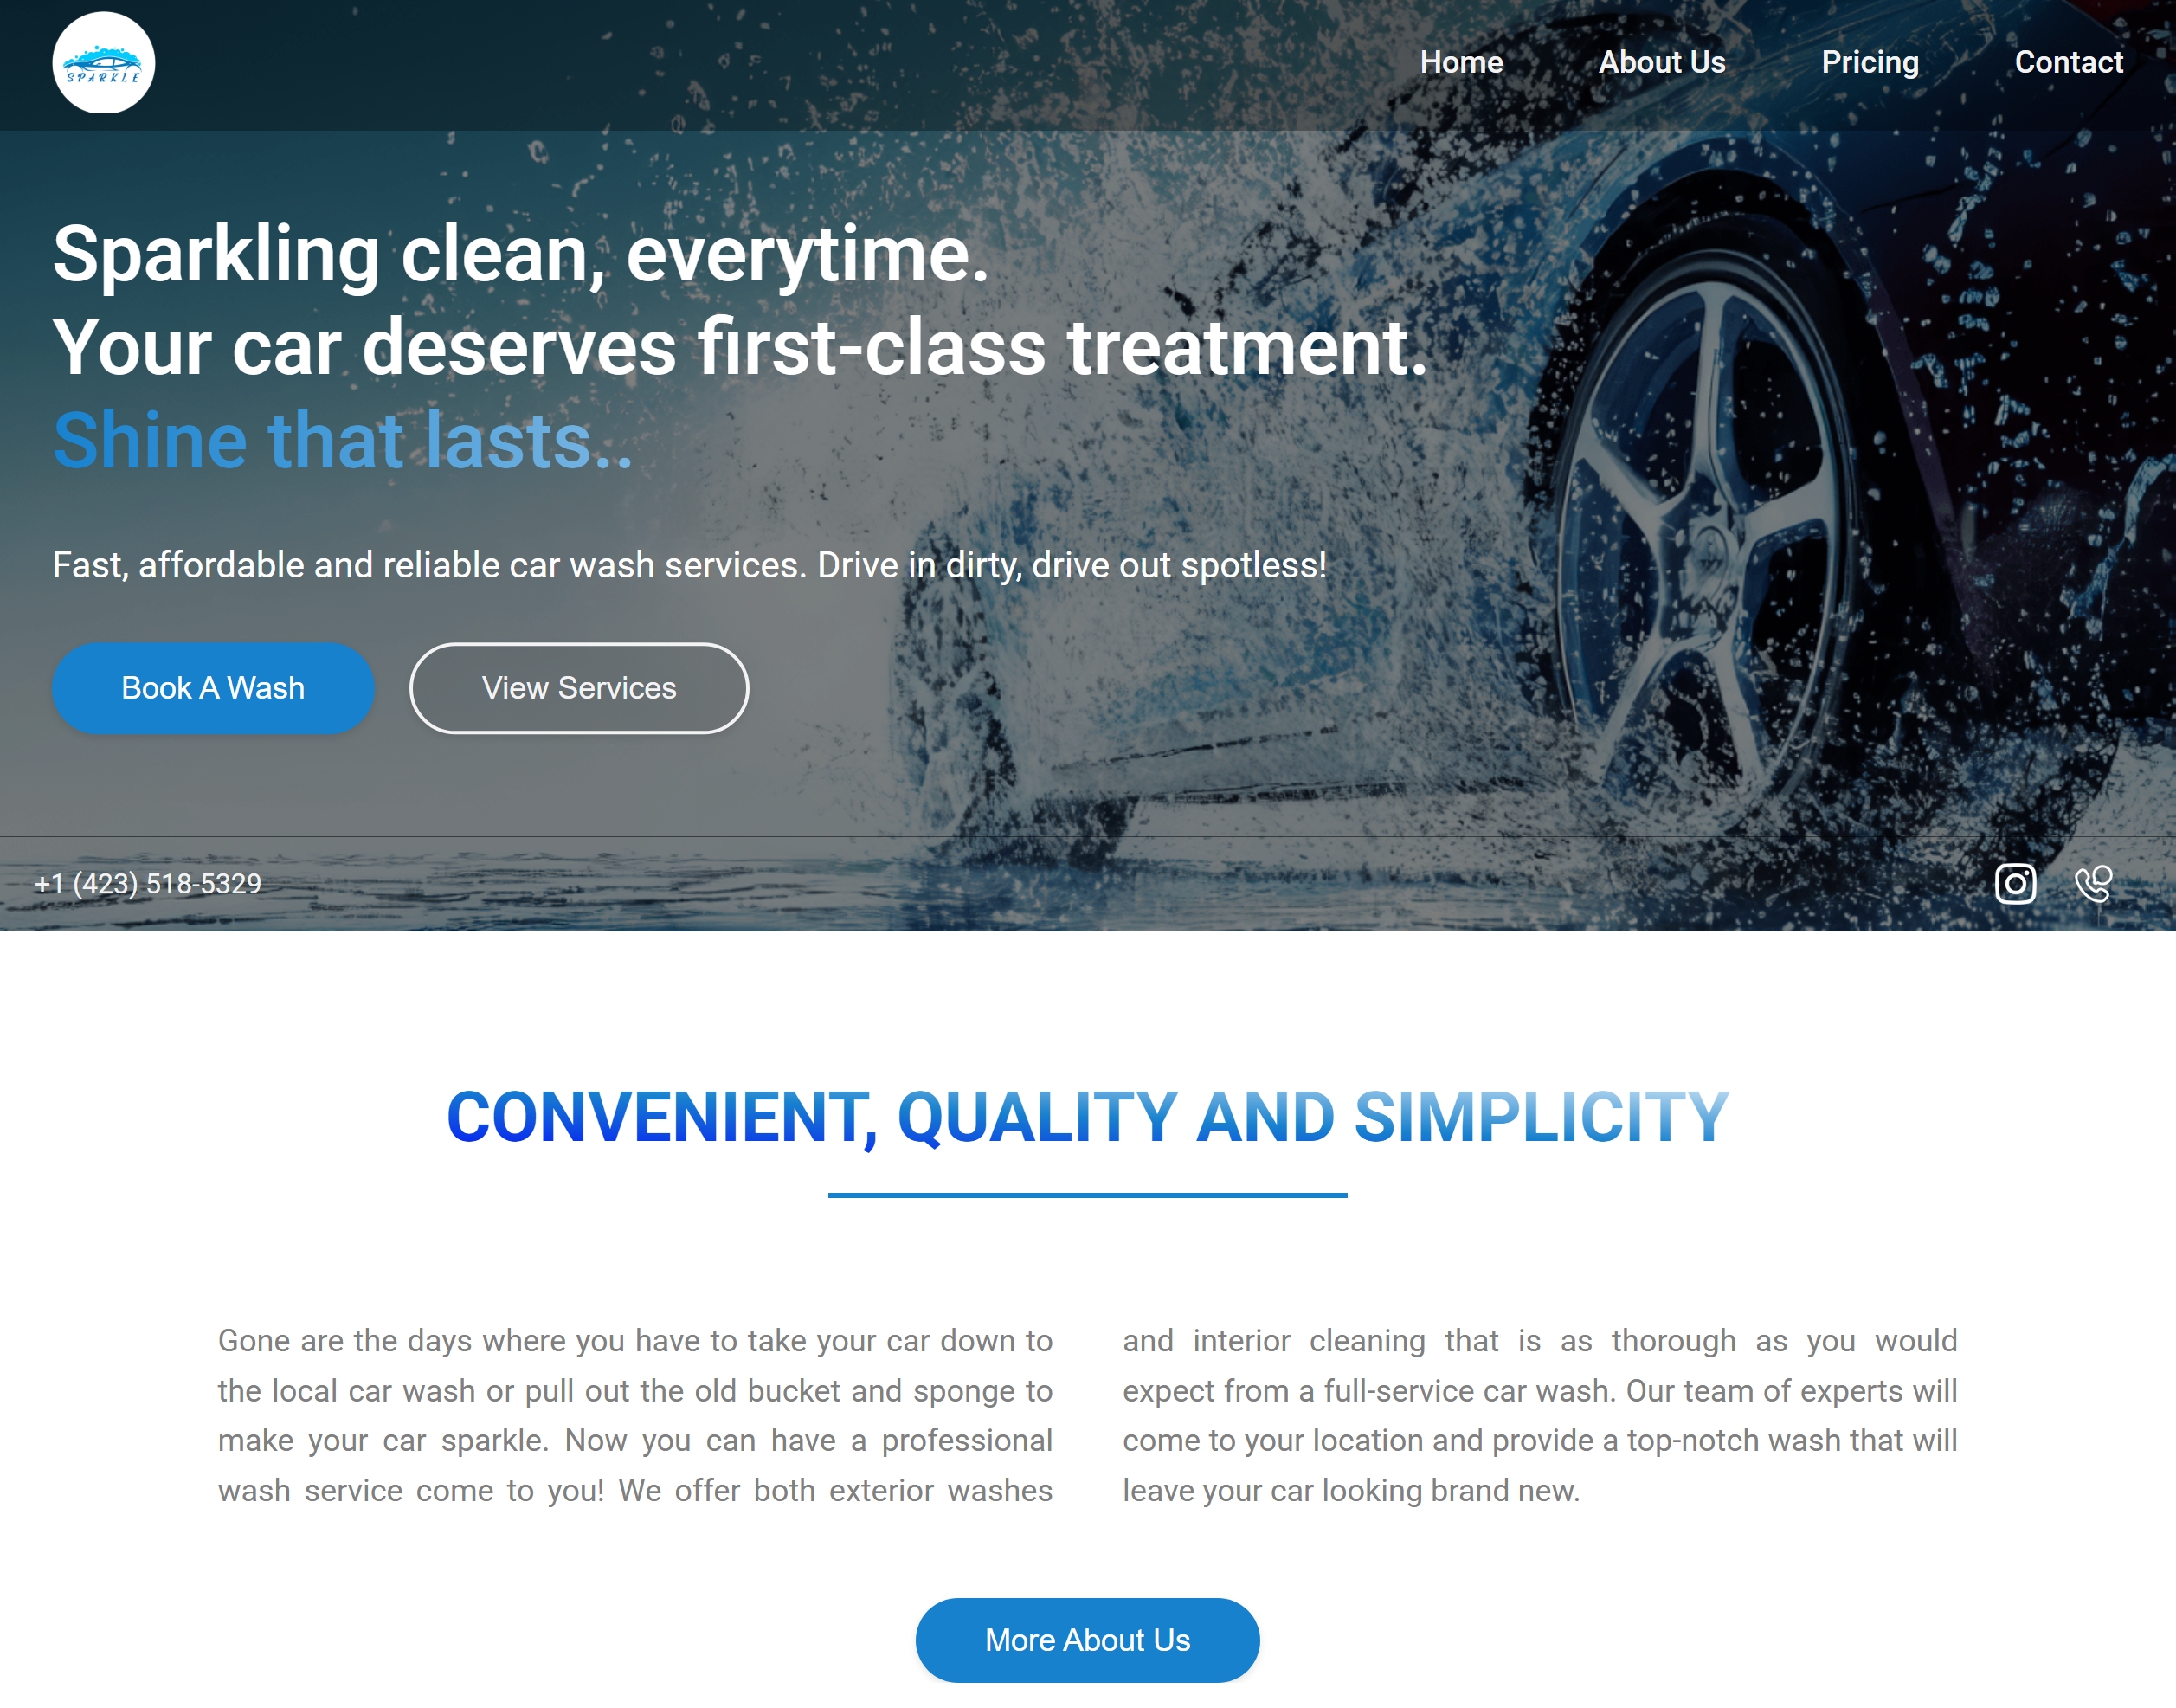 SPARKLE
Home
About Us
Pricing
Contact
Sparkling clean, everytime.
Your car deserves first-class treatment.
Shine that lasts..
Fast, affordable and reliable car wash services. Drive in dirty, drive out spotless!
Book A Wash
View Services
+1 (423) 518-5329
CONVENIENT, QUALITY AND SIMPLICITY
Gone are the days where you have to take your car down to
the local car wash or pull out the old bucket and sponge to
make your car sparkle. Now you can have a professional
wash service come to you! We offer both exterior washes
and interior cleaning that is as thorough as you would
expect from a full-service car wash. Our team of experts will
come to your location and provide a top-notch wash that will
leave your car looking brand new.
More About Us